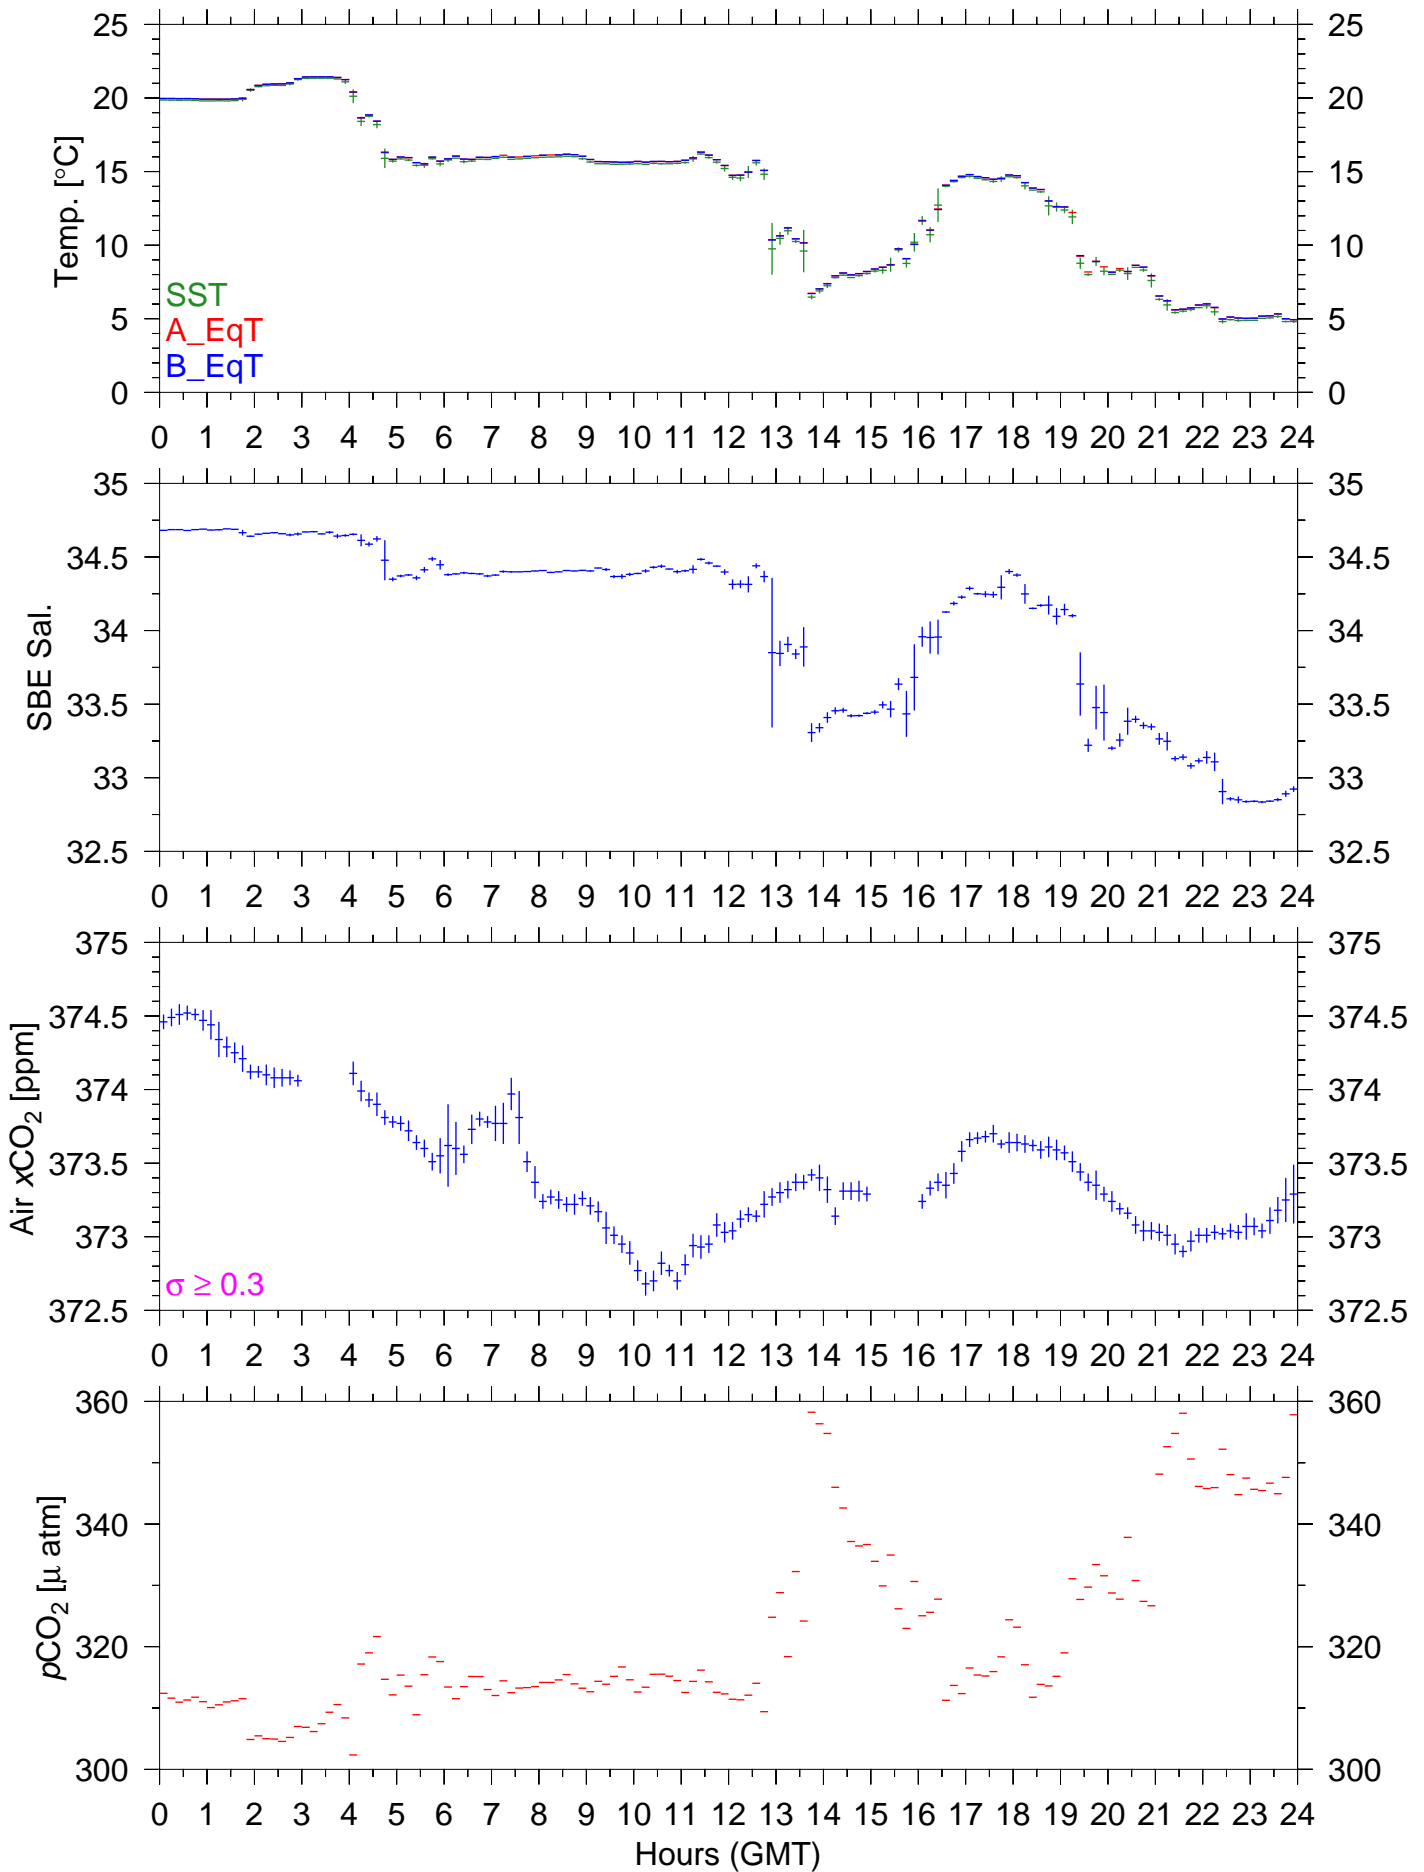 25 25
20 20
15 15
10 10
5 5
0 0
Temp. [°C]
SST
A_EqT
B_EqT
0 1 2 3 4 5 6 7 8 9 10 11 12 13 14 15 16 17 18 19 20 21 22 23 24
35 35
34.5 34.5
34 34
33.5 33.5
33 33
32.5 32.5
SBE Sal.
0 1 2 3 4 5 6 7 8 9 10 11 12 13 14 15 16 17 18 19 20 21 22 23 24
375 375
374.5 374.5
374 374
373.5 373.5
373 373
372.5 372.5
Air xCO₂ [ppm]
σ ≥ 0.3
0 1 2 3 4 5 6 7 8 9 10 11 12 13 14 15 16 17 18 19 20 21 22 23 24
360 360
340 340
320 320
300 300
pCO₂ [μ atm]
0 1 2 3 4 5 6 7 8 9 10 11 12 13 14 15 16 17 18 19 20 21 22 23 24
Hours (GMT)